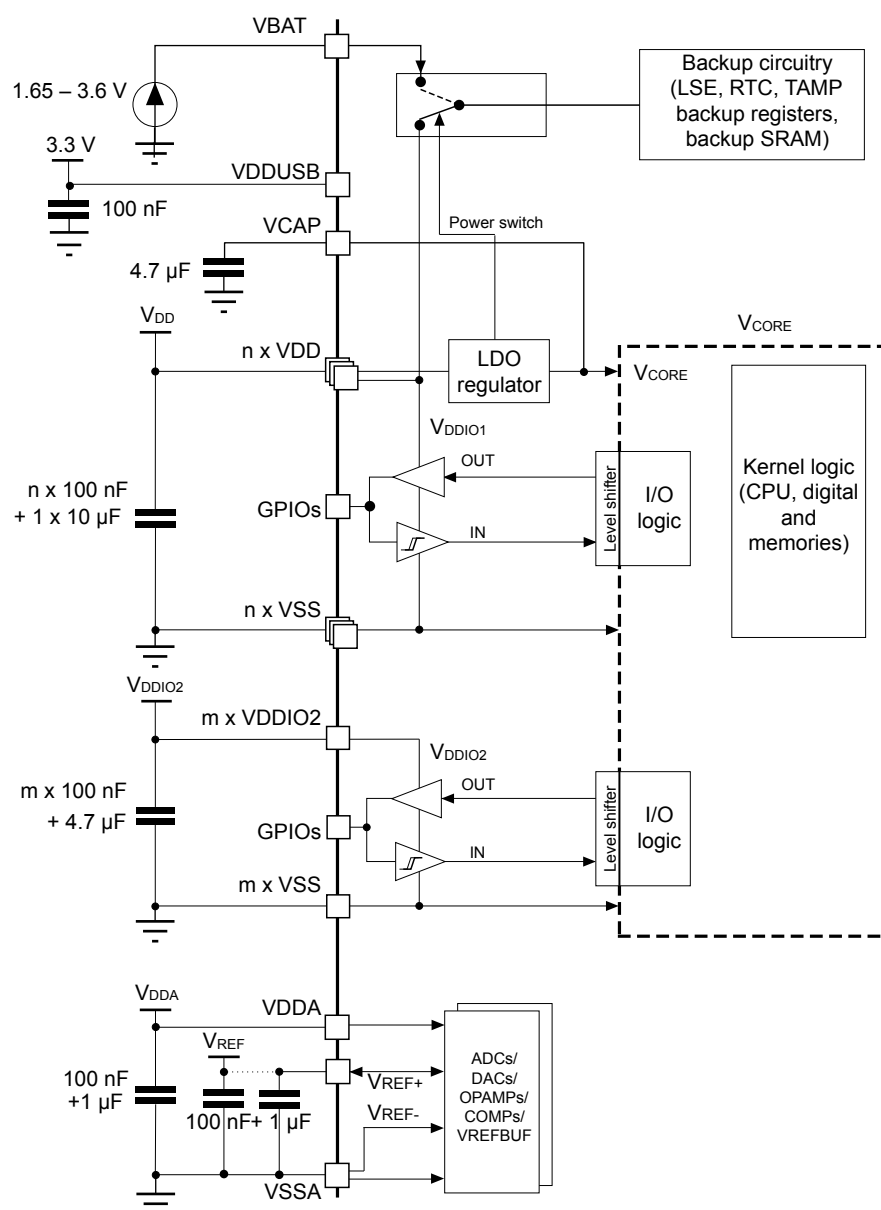 VBAT
1.65 – 3.6 V
Backup circuitry
(LSE, RTC, TAMP
backup registers,
backup SRAM)
3.3 V
VDDUSB
100 nF
VCAP
Power switch
4.7 µF
VDD
n x VDD
LDO
regulator
VCORE
VCORE
VDDIO1
OUT
Level shifter
I/O
logic
Kernel logic
(CPU, digital
and
memories)
n x 100 nF
+ 1 x 10 µF
GPIOs
IN
n x VSS
VDDIO2
m x VDDIO2
VDDIO2
OUT
Level shifter
I/O
logic
m x 100 nF
+ 4.7 µF
GPIOs
IN
m x VSS
VDDA
VDDA
VREF
100 nF
+1 µF
100 nF
+ 1 µF
VREF+
VREF-
ADCs/
DACs/
OPAMPs/
COMPs/
VREFBUF
VSSA